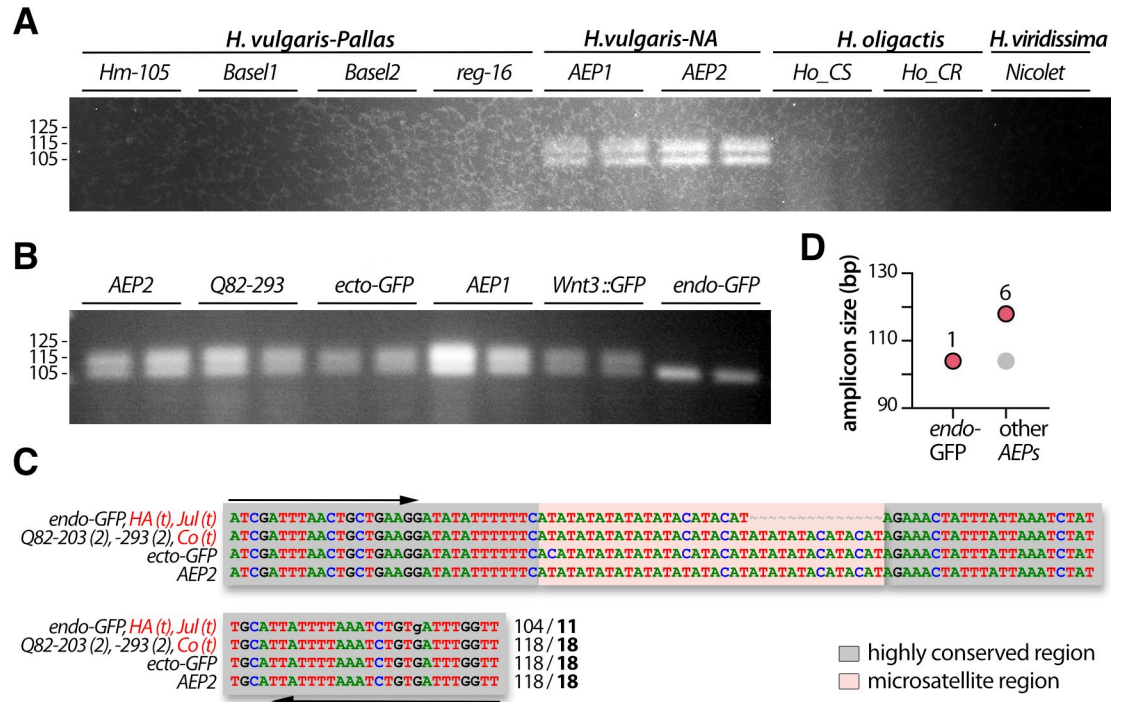 A
H. vulgaris-Pallas H.vulgaris-NA H. oligactis H.viridissima
Hm-105 Basel1 Basel2 reg-16 AEP1 AEP2 Ho_CS Ho_CR Nicolet
125 -
115 -
105 -
B
AEP2 Q82-293 ecto-GFP AEP1 Wnt3::GFP endo-GFP
125 -
115 -
105 -
D
amplicon size (bp)
130
110
90
1
6
endo-GFP
other AEPs
C
endo-GFP, HA (t), Jul (t) ATCGATTTAACTGCTGAAGGATATATTTTTTCATATATATATATATACATACAT~~~~~~~~~~~~~~AGAAACTATTTATTAAATCTAT
Q82-203 (2), -293 (2), Co (t) ATCGATTTAACTGCTGAAGGATATATTTTTTCATATATATATATATACATACATATATATACATACATAGAAACTATTTATTAAATCTAT
ecto-GFP ATCGATTTAACTGCTGAAGGATATATTTTTTCACATATATATATATACATACATATATATACATACATAGAAACTATTTATTAAATCTAT
AEP2 ATCGATTTAACTGCTGAAGGATATATTTTTTCATATATATATATATACATACATATATATACATACATAGAAACTATTTATTAAATCTAT
endo-GFP, HA (t), Jul (t) TGCATTATTTTAAATCTGTgATTTGGTT 104 / 11
Q82-203 (2), -293 (2), Co (t) TGCATTATTTTAAATCTGTGATTTGGTT 118 / 18
ecto-GFP TGCATTATTTTAAATCTGTGATTTGGTT 118 / 18
AEP2 TGCATTATTTTAAATCTGTGATTTGGTT 118 / 18
highly conserved region
microsatellite region